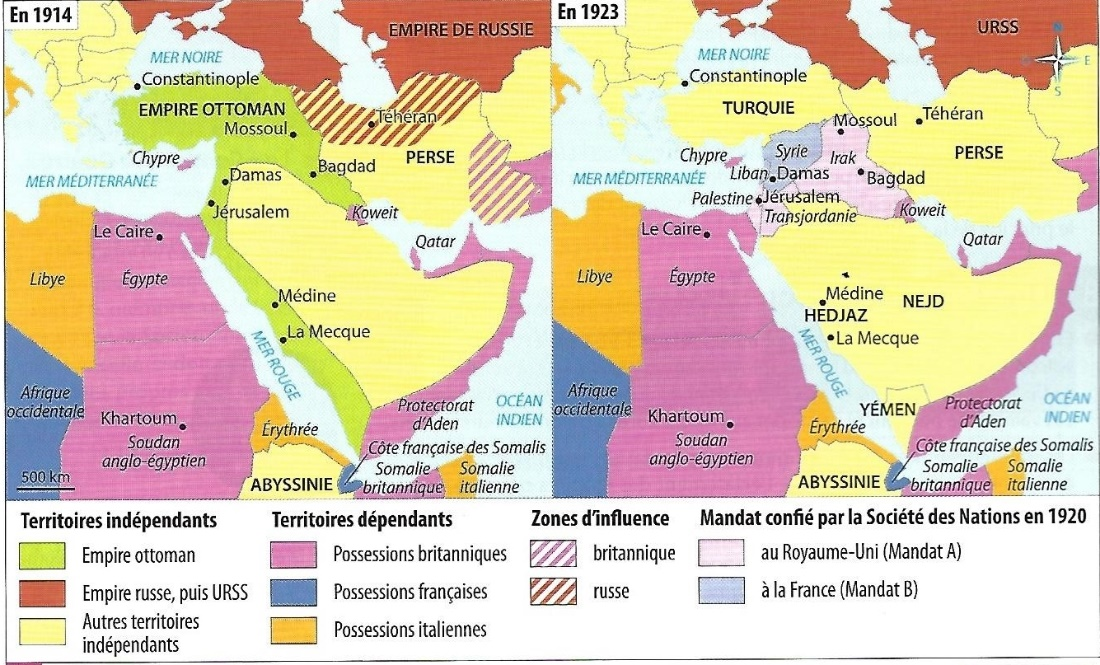 En 1914
EMPIRE DE RUSSIE
MER NOIRE
Constantinople
EMPIRE OTTOMAN
Téhéran
Mossoul
PERSE
Chypre
Bagdad
MER MÉDITERRANÉE
Damas
Jérusalem
Koweit
Le Caire
Qatar
Libye
Égypte
Médine
La Mecque
MER ROUGE
Afrique
occidentale
OCÉAN
INDIEN
Protectorat
d'Aden
Khartoum
Soudan
anglo-égyptien
Érythrée
Côte française des Somalis
Somalie
britannique
Somalie
italienne
ABYSSINIE
500 km
En 1923
URSS
N
E
S
O
MER NOIRE
Constantinople
TURQUIE
Téhéran
Mossoul
Syrie
Irak
PERSE
Chypre
Liban
Damas
Bagdad
MER MÉDITERRANÉE
Palestine
Jérusalem
Transjordanie
Koweit
Le Caire
Qatar
Libye
Égypte
Médine
NEJD
HEDJAZ
La Mecque
MER ROUGE
Afrique
occidentale
OCÉAN
INDIEN
YÉMEN
Protectorat
d'Aden
Khartoum
Soudan
anglo-égyptien
Érythrée
Côte française des Somalis
Somalie
britannique
Somalie
italienne
ABYSSINIE
Territoires indépendants
Empire ottoman
Empire russe, puis URSS
Autres territoires
indépendants
Territoires dépendants
Possessions britanniques
Possessions françaises
Possessions italiennes
Zones d'influence
britannique
russe
Mandat confié par la Société des Nations en 1920
au Royaume-Uni (Mandat A)
à la France (Mandat B)